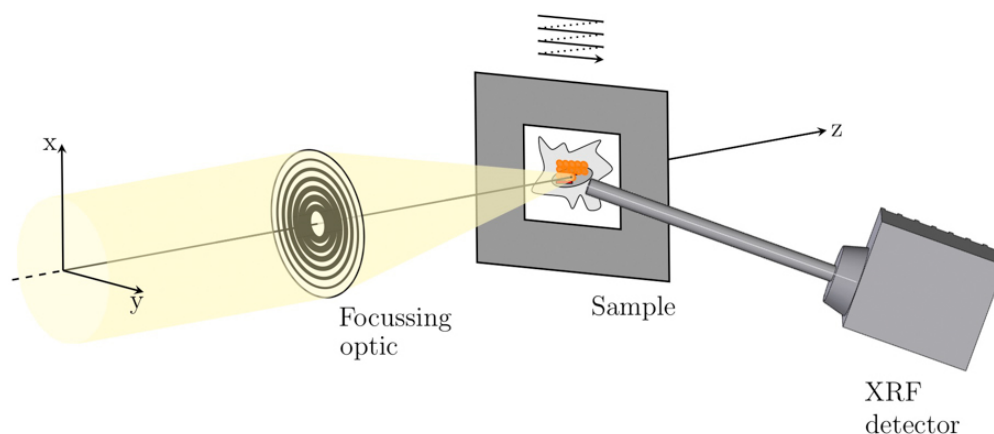 x
z
y
Focussing
optic
Sample
XRF
detector